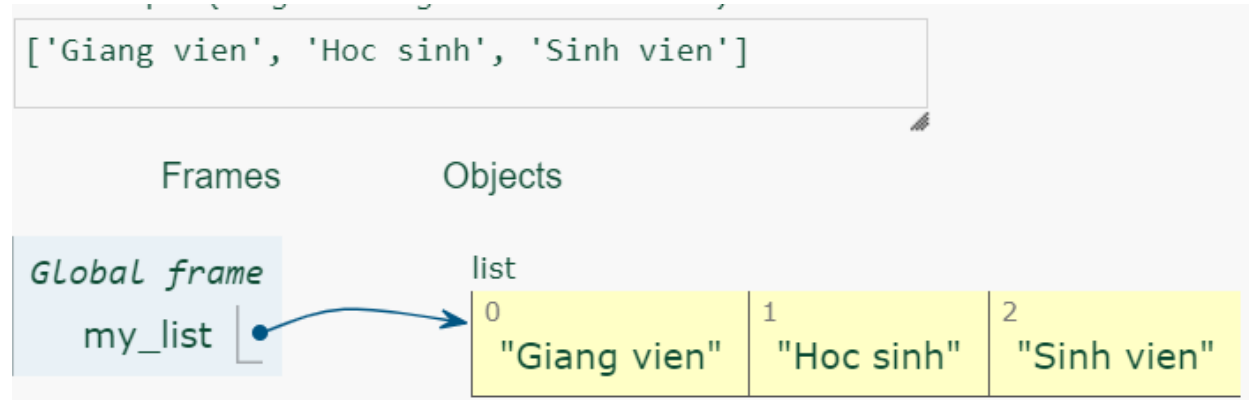 ['Giang vien', 'Hoc sinh', 'Sinh vien']
Frames Objects
Global frame
list
my_list
0 1 2
"Giang vien" "Hoc sinh" "Sinh vien"